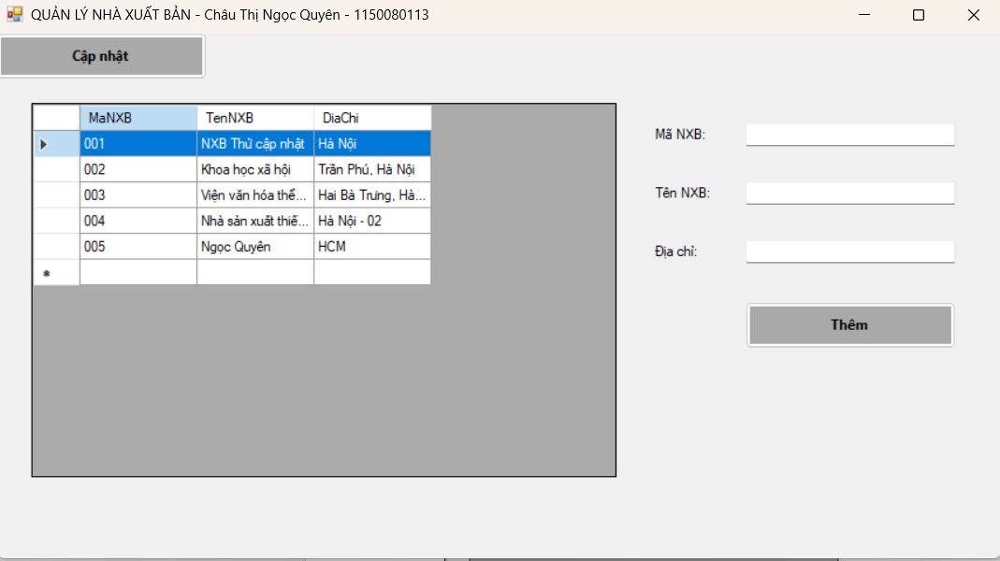 QUẢN LÝ NHÀ XUẤT BẢN - Châu Thị Ngọc Quyên - 1150080113
Cập nhật
MaNXB TenNXB DiaChi
001 NXB Thử cập nhật Hà Nội
002 Khoa học xã hội Trần Phú, Hà Nội
003 Viện văn hóa thể... Hai Bà Trưng, Hà...
004 Nhà sản xuất thiế... Hà Nội - 02
005 Ngọc Quyên HCM
Mã NXB:
Tên NXB:
Địa chỉ:
Thêm